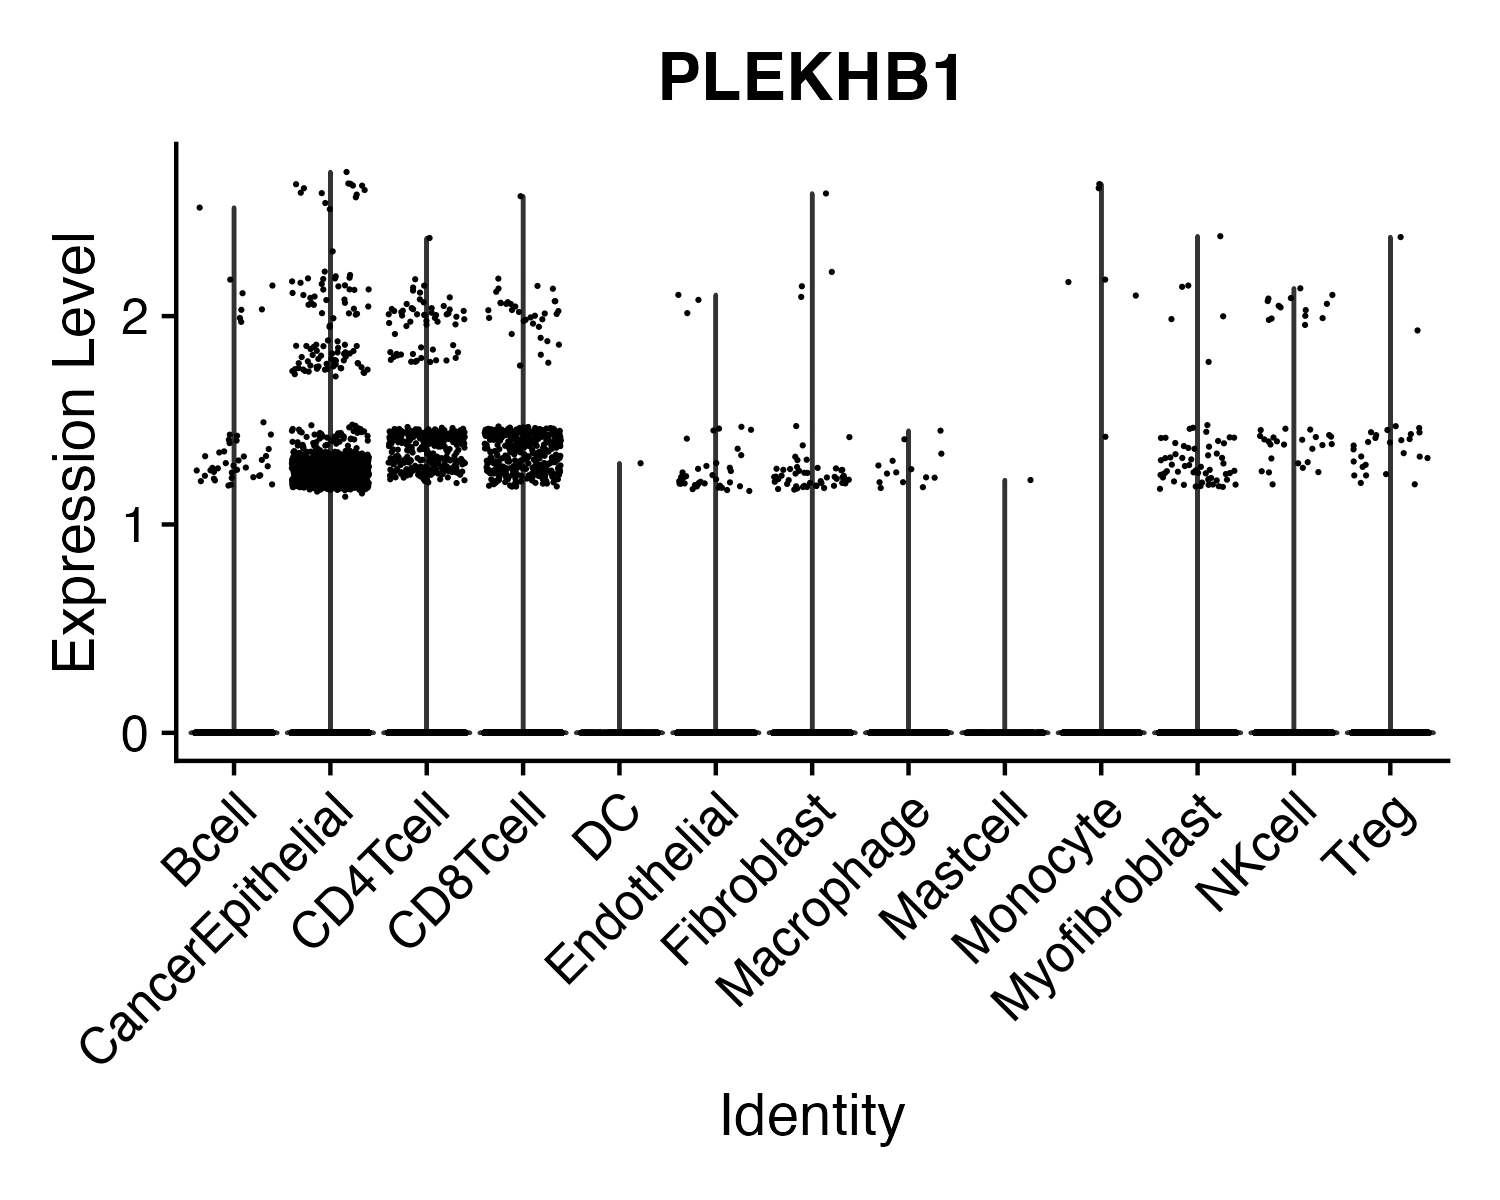 PLEKHB1
Expression Level
2
1
0
Bcell
CancerEpithelial
CD4Tcell
CD8Tcell
DC
Endothelial
Fibroblast
Macrophage
Mastcell
Monocyte
Myofibroblast
NKcell
Treg
Identity